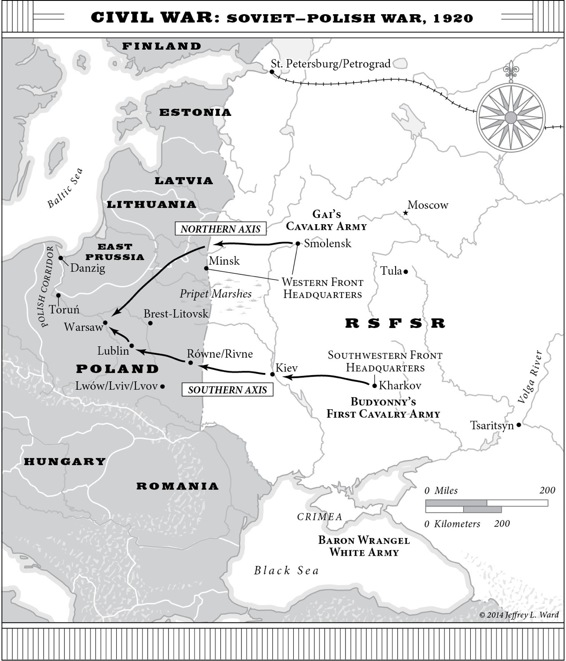 CIVIL WAR: SOVIET–POLISH WAR, 1920
FINLAND
St. Petersburg/Petrograd
ESTONIA
Baltic Sea
LATVIA
LITHUANIA
Moscow
GAI'S
CAVALRY ARMY
NORTHERN AXIS
Smolensk
EAST
PRUSSIA
POLISH CORRIDOR
Danzig
Minsk
Tula
WESTERN FRONT
HEADQUARTERS
Pripet Marshes
Toruń
Brest-Litovsk
Warsaw
RSFSR
Lublin
Równe/Rivne
SOUTHWESTERN FRONT
HEADQUARTERS
POLAND
Kiev
Volga River
Lwów/Lviv/Lvov
SOUTHERN AXIS
Kharkov
BUDYONNY'S
FIRST CAVALRY ARMY
Tsaritsyn
HUNGARY
ROMANIA
0 Miles 200
0 Kilometers 200
CRIMEA
BARON WRANGEL
WHITE ARMY
Black Sea
© 2014 Jeffrey L. Ward